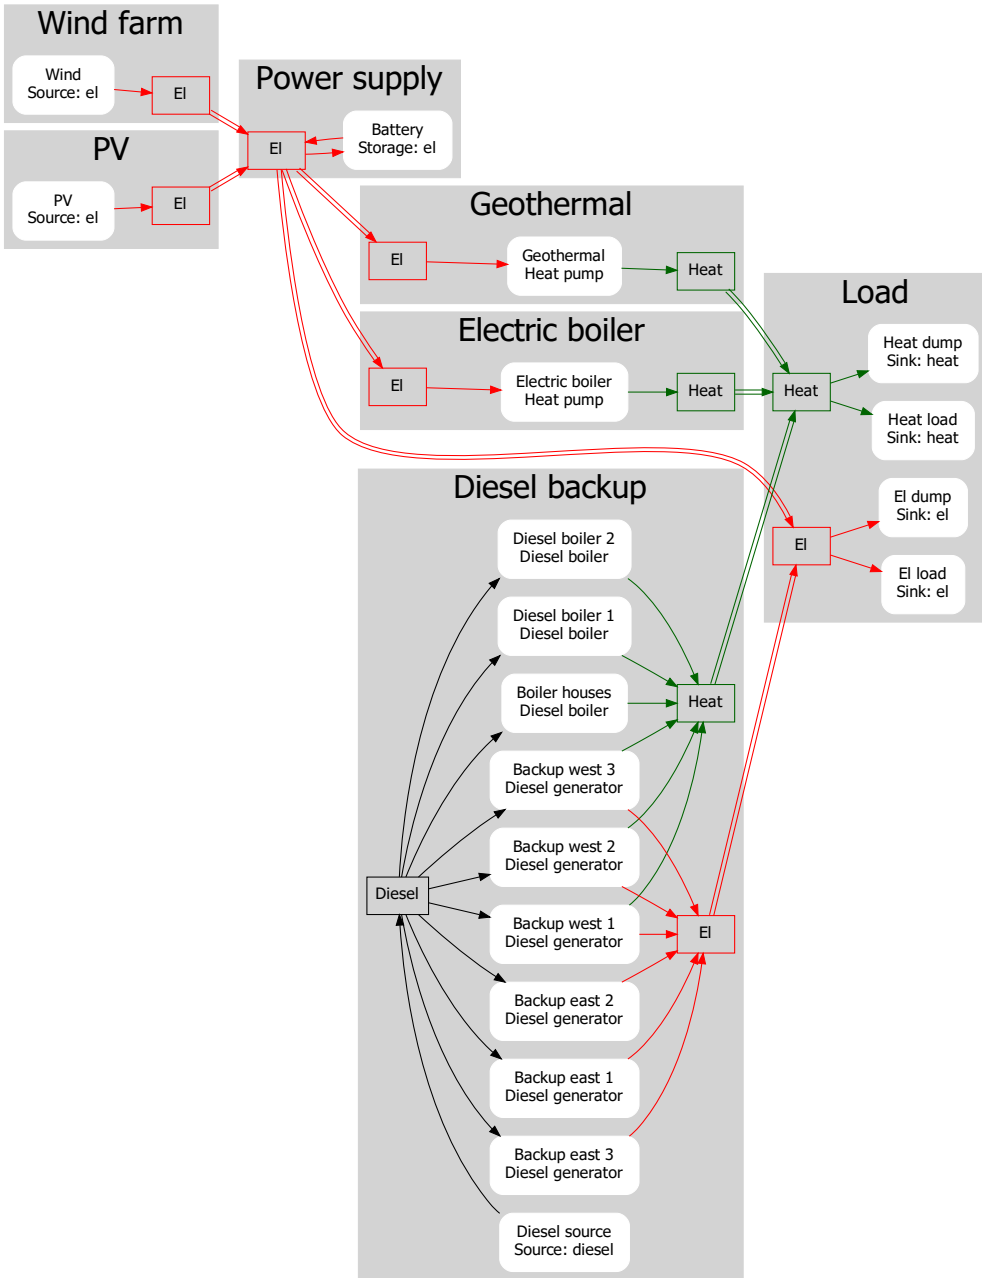 Wind farm
Wind
Source: el
El
Power supply
El
Battery
Storage: el
PV
PV
Source: el
El
Geothermal
El
Geothermal
Heat pump
Heat
Electric boiler
El
Electric boiler
Heat pump
Heat
Load
Heat
Heat dump
Sink: heat
Heat load
Sink: heat
El
El dump
Sink: el
El load
Sink: el
Diesel backup
Diesel boiler 2
Diesel boiler
Diesel boiler 1
Diesel boiler
Boiler houses
Diesel boiler
Heat
Backup west 3
Diesel generator
Backup west 2
Diesel generator
Diesel
Backup west 1
Diesel generator
El
Backup east 2
Diesel generator
Backup east 1
Diesel generator
Backup east 3
Diesel generator
Diesel source
Source: diesel